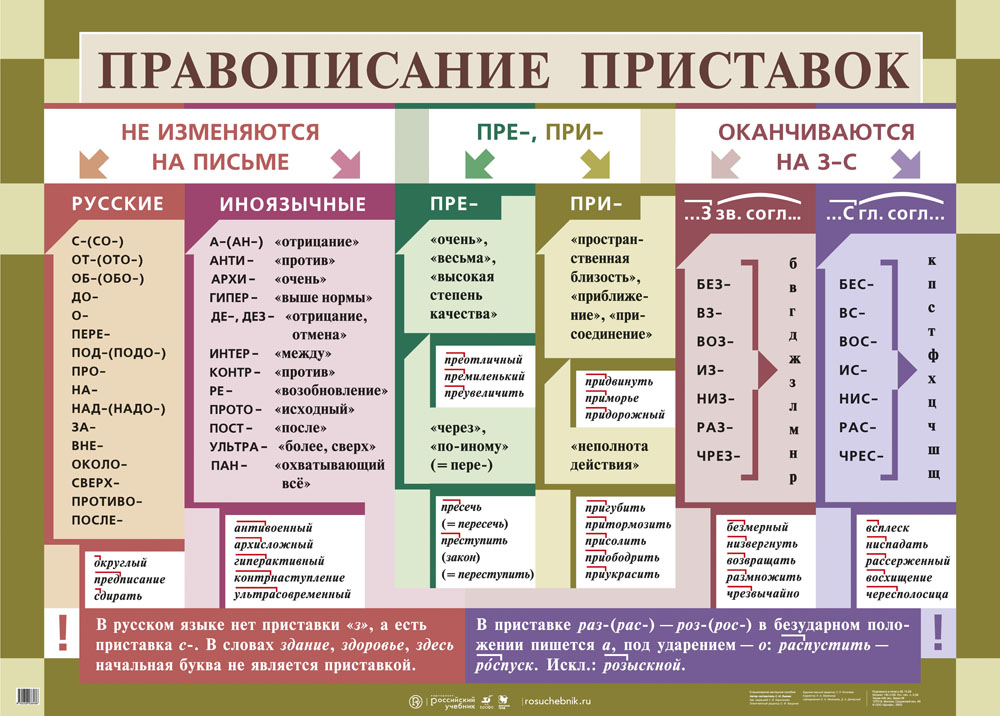 ПРАВОПИСАНИЕ ПРИСТАВОК
НЕ ИЗМЕНЯЮТСЯ
НА ПИСЬМЕ
РУССКИЕ
С–(СО–)
ОТ–(ОТО–)
ОБ–(ОБО–)
ДО–
О–
ПЕРЕ–
ПОД–(ПОДО–)
ПРО–
НА–
НАД–(НАДО–)
ЗА–
ВНЕ–
ОКОЛО–
СВЕРХ–
ПРОТИВО–
ПОСЛЕ–
округлый
предписание
сдирать
ИНОЯЗЫЧНЫЕ
А–(АН–) «отрицание»
АНТИ – «против»
АРХИ – «очень»
ГИПЕР – «выше нормы»
ДЕ–, ДЕЗ – «отрицание,
отмена»
ИНТЕР – «между»
КОНТР – «против»
РЕ – «возобновление»
ПРОТО – «исходный»
ПОСТ – «после»
УЛЬТРА – «более, сверх»
ПАН – «охватывающий
всё»
антивоенный
архисложный
гиперактивный
контрнаступление
ультрасовременный
ПРЕ–, ПРИ–
ПРЕ–
«очень»,
«весьма»,
«высокая
степень
качества»
преотличный
премиленький
преувеличить
«через»,
«по-иному»
(= пере-)
пресечь
(= пересечь)
преступить
(закон)
(= переступить)
ПРИ–
«простран-
ственная
близость»,
«приближе-
ние», «при-
соединение»
придвинуть
приморье
придорожный
«неполнота
действия»
пригубить
притормозить
присолить
приободрить
приукрасить
ОКАНЧИВАЮТСЯ
НА З–С
...З зв. согл...
БЕЗ–
ВЗ–
ВОЗ–
ИЗ–
НИЗ–
РАЗ–
ЧРЕЗ–
б
в
г
д
ж
з
л
м
н
р
безмерный
низвергнуть
возвращать
размножить
чрезвычайно
...С гл. согл...
БЕС–
ВС–
ВОС–
ИС–
НИС–
РАС–
ЧРЕС–
к
п
с
т
ф
х
ц
ч
ш
щ
всплеск
ниспадать
рассерженный
восхищение
чересполосица
!
В русском языке нет приставки «з», а есть
приставка с-. В словах здание, здоровье, здесь
начальная буква не является приставкой.
В приставке раз-(рас-) — роз-(рос-) в безударном поло-
жении пишется а, под ударением — о: распустить —
ро́спуск. Искл.: розыскной.
!
российский
учебник
rosuchebnik.ru